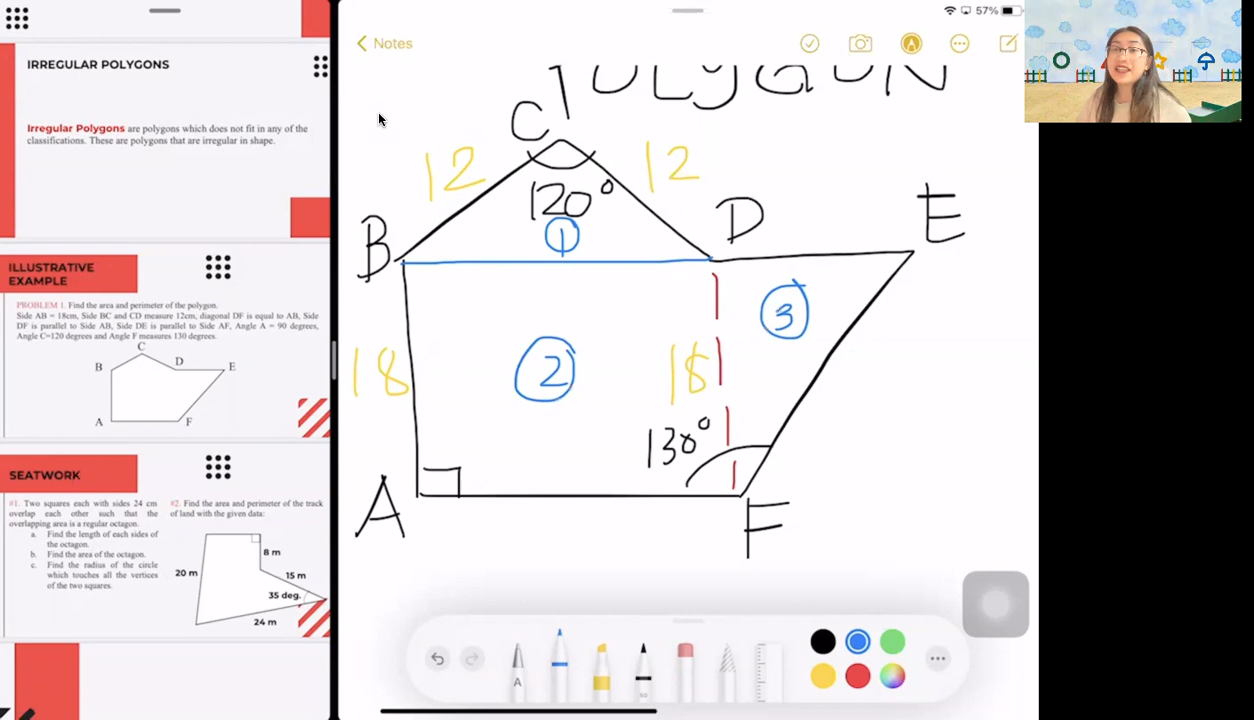 IRREGULAR POLYGONS
Irregular Polygons are polygons which does not fit in any of the
classifications. These are polygons that are irregular in shape.
ILLUSTRATIVE
EXAMPLE
PROBLEM 1. Find the area and perimeter of the polygon.
Side AB = 18cm, Side BC and CD measure 12cm, diagonal DF is equal to AB, Side
DF is parallel to Side AB, Side DE is parallel to Side AF, Angle A = 90 degrees,
Angle C=120 degrees and Angle F measures 130 degrees.
C
B
D
E
A
F
SEATWORK
#1. Two squares each with sides 24 cm
overlap each other such that the
overlapping area is a regular octagon.
a. Find the length of each sides of
the octagon.
b. Find the area of the octagon.
c. Find the radius of the circle
which touches all the vertices
of the two squares.
#2. Find the area and perimeter of the track
of land with the given data:
8 m
20 m
15 m
35 deg.
24 m
Notes
57%
POLYGON
C
12
12
120°
B
1
D
E
3
18
2
18
130°
A
F
A
50